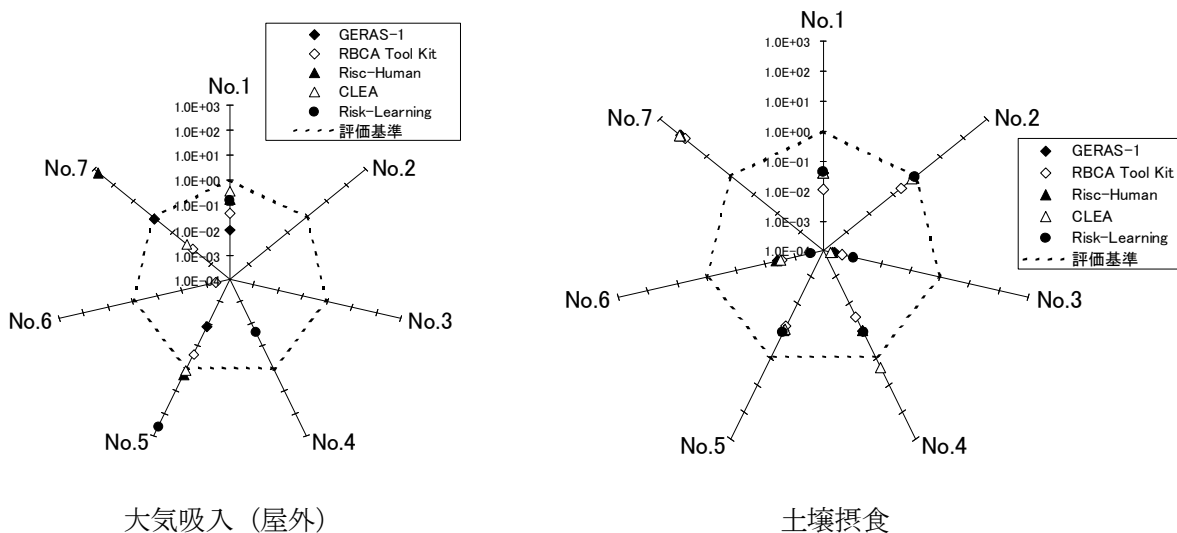 No.1
1.0E+03
1.0E+02
1.0E+01
1.0E+00
1.0E-01
1.0E-02
1.0E-03
1.0E-04
No.2
No.3
No.4
No.5
No.6
No.7
GERAS-1
RBCA Tool Kit
Risc-Human
CLEA
Risk-Learning
評価基準
大気吸入（屋外）
No.1
1.0E+03
1.0E+02
1.0E+01
1.0E+00
1.0E-01
1.0E-02
1.0E-03
1.0E-04
No.2
No.3
No.4
No.5
No.6
No.7
GERAS-1
RBCA Tool Kit
Risc-Human
CLEA
Risk-Learning
評価基準
土壌摂食